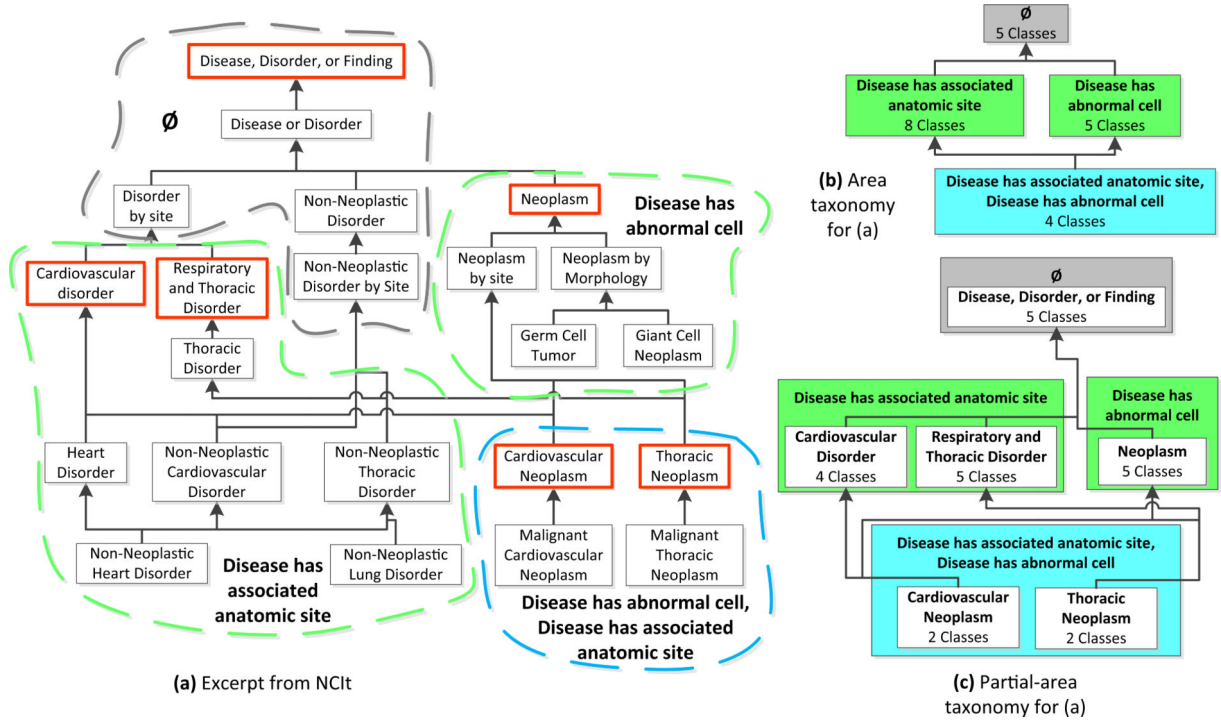 Disease, Disorder, or Finding
Ø
Disease or Disorder
Disorder
by site
Non-Neoplastic
Disorder
Neoplasm
Disease has
abnormal cell
Cardiovascular
disorder
Respiratory
and Thoracic
Disorder
Non-Neoplastic
Disorder by Site
Neoplasm
by site
Neoplasm by
Morphology
Thoracic
Disorder
Germ Cell
Tumor
Giant Cell
Neoplasm
Heart
Disorder
Non-Neoplastic
Cardiovascular
Disorder
Non-Neoplastic
Thoracic
Disorder
Cardiovascular
Neoplasm
Thoracic
Neoplasm
Non-Neoplastic
Heart Disorder
Disease has
associated
anatomic site
Non-Neoplastic
Lung Disorder
Malignant
Cardiovascular
Neoplasm
Malignant
Thoracic
Neoplasm
Disease has abnormal cell,
Disease has associated
anatomic site
(a) Excerpt from NCIt
Ø
5 Classes
Disease has associated
anatomic site
8 Classes
Disease has
abnormal cell
5 Classes
(b) Area
taxonomy
for (a)
Disease has associated anatomic site,
Disease has abnormal cell
4 Classes
Ø
Disease, Disorder, or Finding
5 Classes
Disease has associated anatomic site
Cardiovascular
Disorder
4 Classes
Respiratory and
Thoracic Disorder
5 Classes
Disease has
abnormal cell
Neoplasm
5 Classes
Disease has associated anatomic site,
Disease has abnormal cell
Cardiovascular
Neoplasm
2 Classes
Thoracic
Neoplasm
2 Classes
(c) Partial-area
taxonomy for (a)